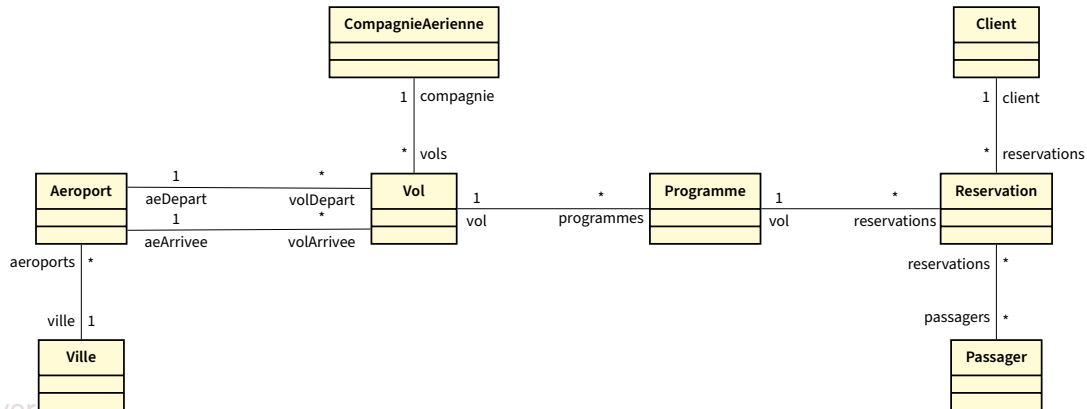 CompagnieAerienne
Client
1 compagnie
1 client
* vols
* reservations
Aeroport
1
*
Vol
Programme
Reservation
aeDepart
volDepart
1
*
1
*
1
*
vol
programmes
vol
reservations
aeArrivee
volArrivee
aeroports *
reservations *
ville 1
passagers *
Ville
Passager